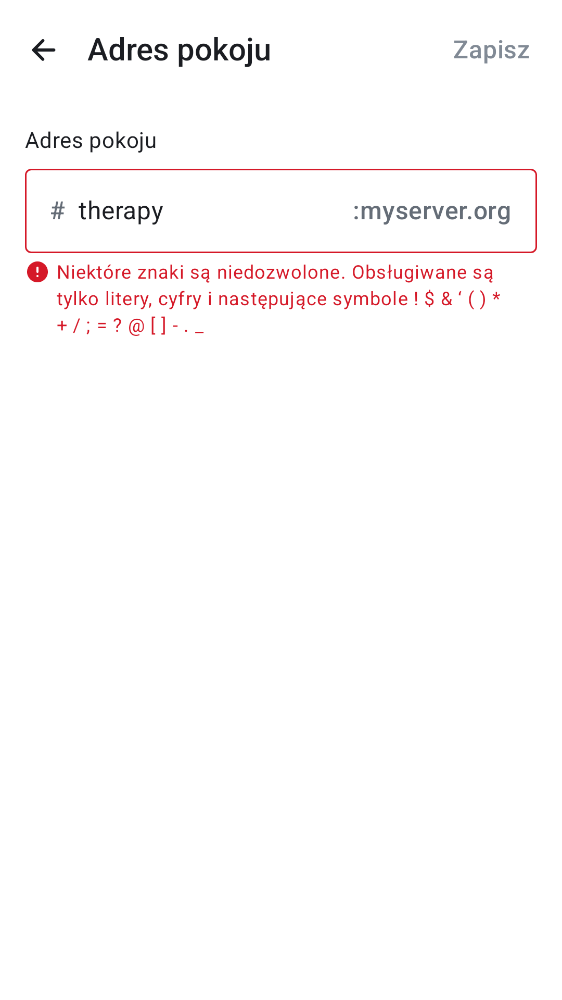 Adres pokoju
Zapisz
Adres pokoju
# therapy :myserver.org
Niektóre znaki są niedozwolone. Obsługiwane są
tylko litery, cyfry i następujące symbole ! $ & ‘ ( ) *
+ / ; = ? @ [ ] - . _